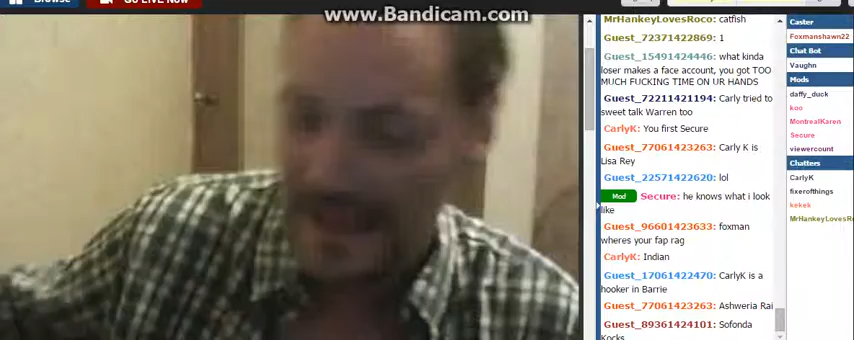 Browse
Go Live Now
www.Bandicam.com
MrHankeyLovesRoco: catfish
Guest_72371422869: 1
Guest_15491424446: what kinda
loser makes a face account, you got TOO
MUCH FUCKING TIME ON UR HANDS
Guest_72211421194: Carly tried to
sweet talk Warren too
CarlyK: You first Secure
Guest_77061423263: Carly K is
Lisa Rey
Guest_22571422620: lol
Mod Secure: he knows what i look
like
Guest_96601423633: foxman
wheres your fap rag
CarlyK: Indian
Guest_17061422470: CarlyK is a
hooker in Barrie
Guest_77061423263: Ashweria Rai
Guest_89361424101: Sofonda
Kocks
Caster
Foxmanshawn22
Chat Bot
Vaughn
Mods
daffy_duck
koo
MontrealKaren
Secure
viewercount
Chatters
CarlyK
fixerofthings
kekek
MrHankeyLovesRo